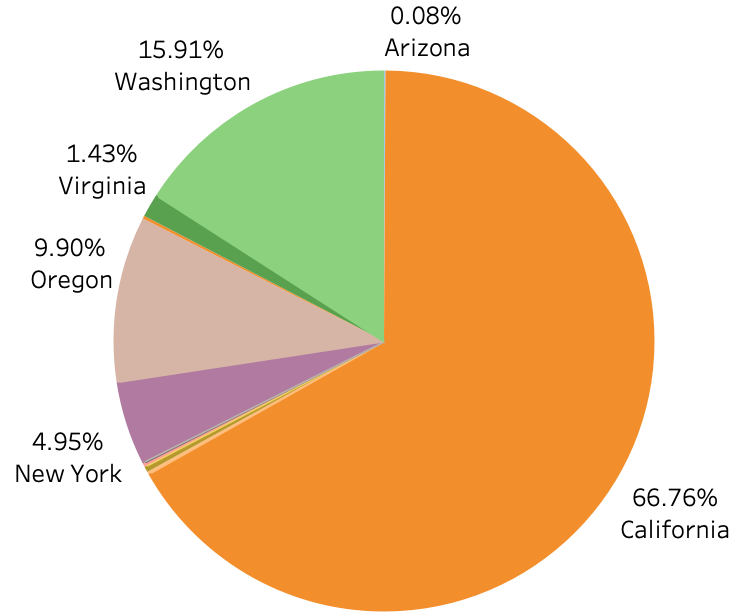 0.08%
Arizona
15.91%
Washington
1.43%
Virginia
9.90%
Oregon
4.95%
New York
66.76%
California